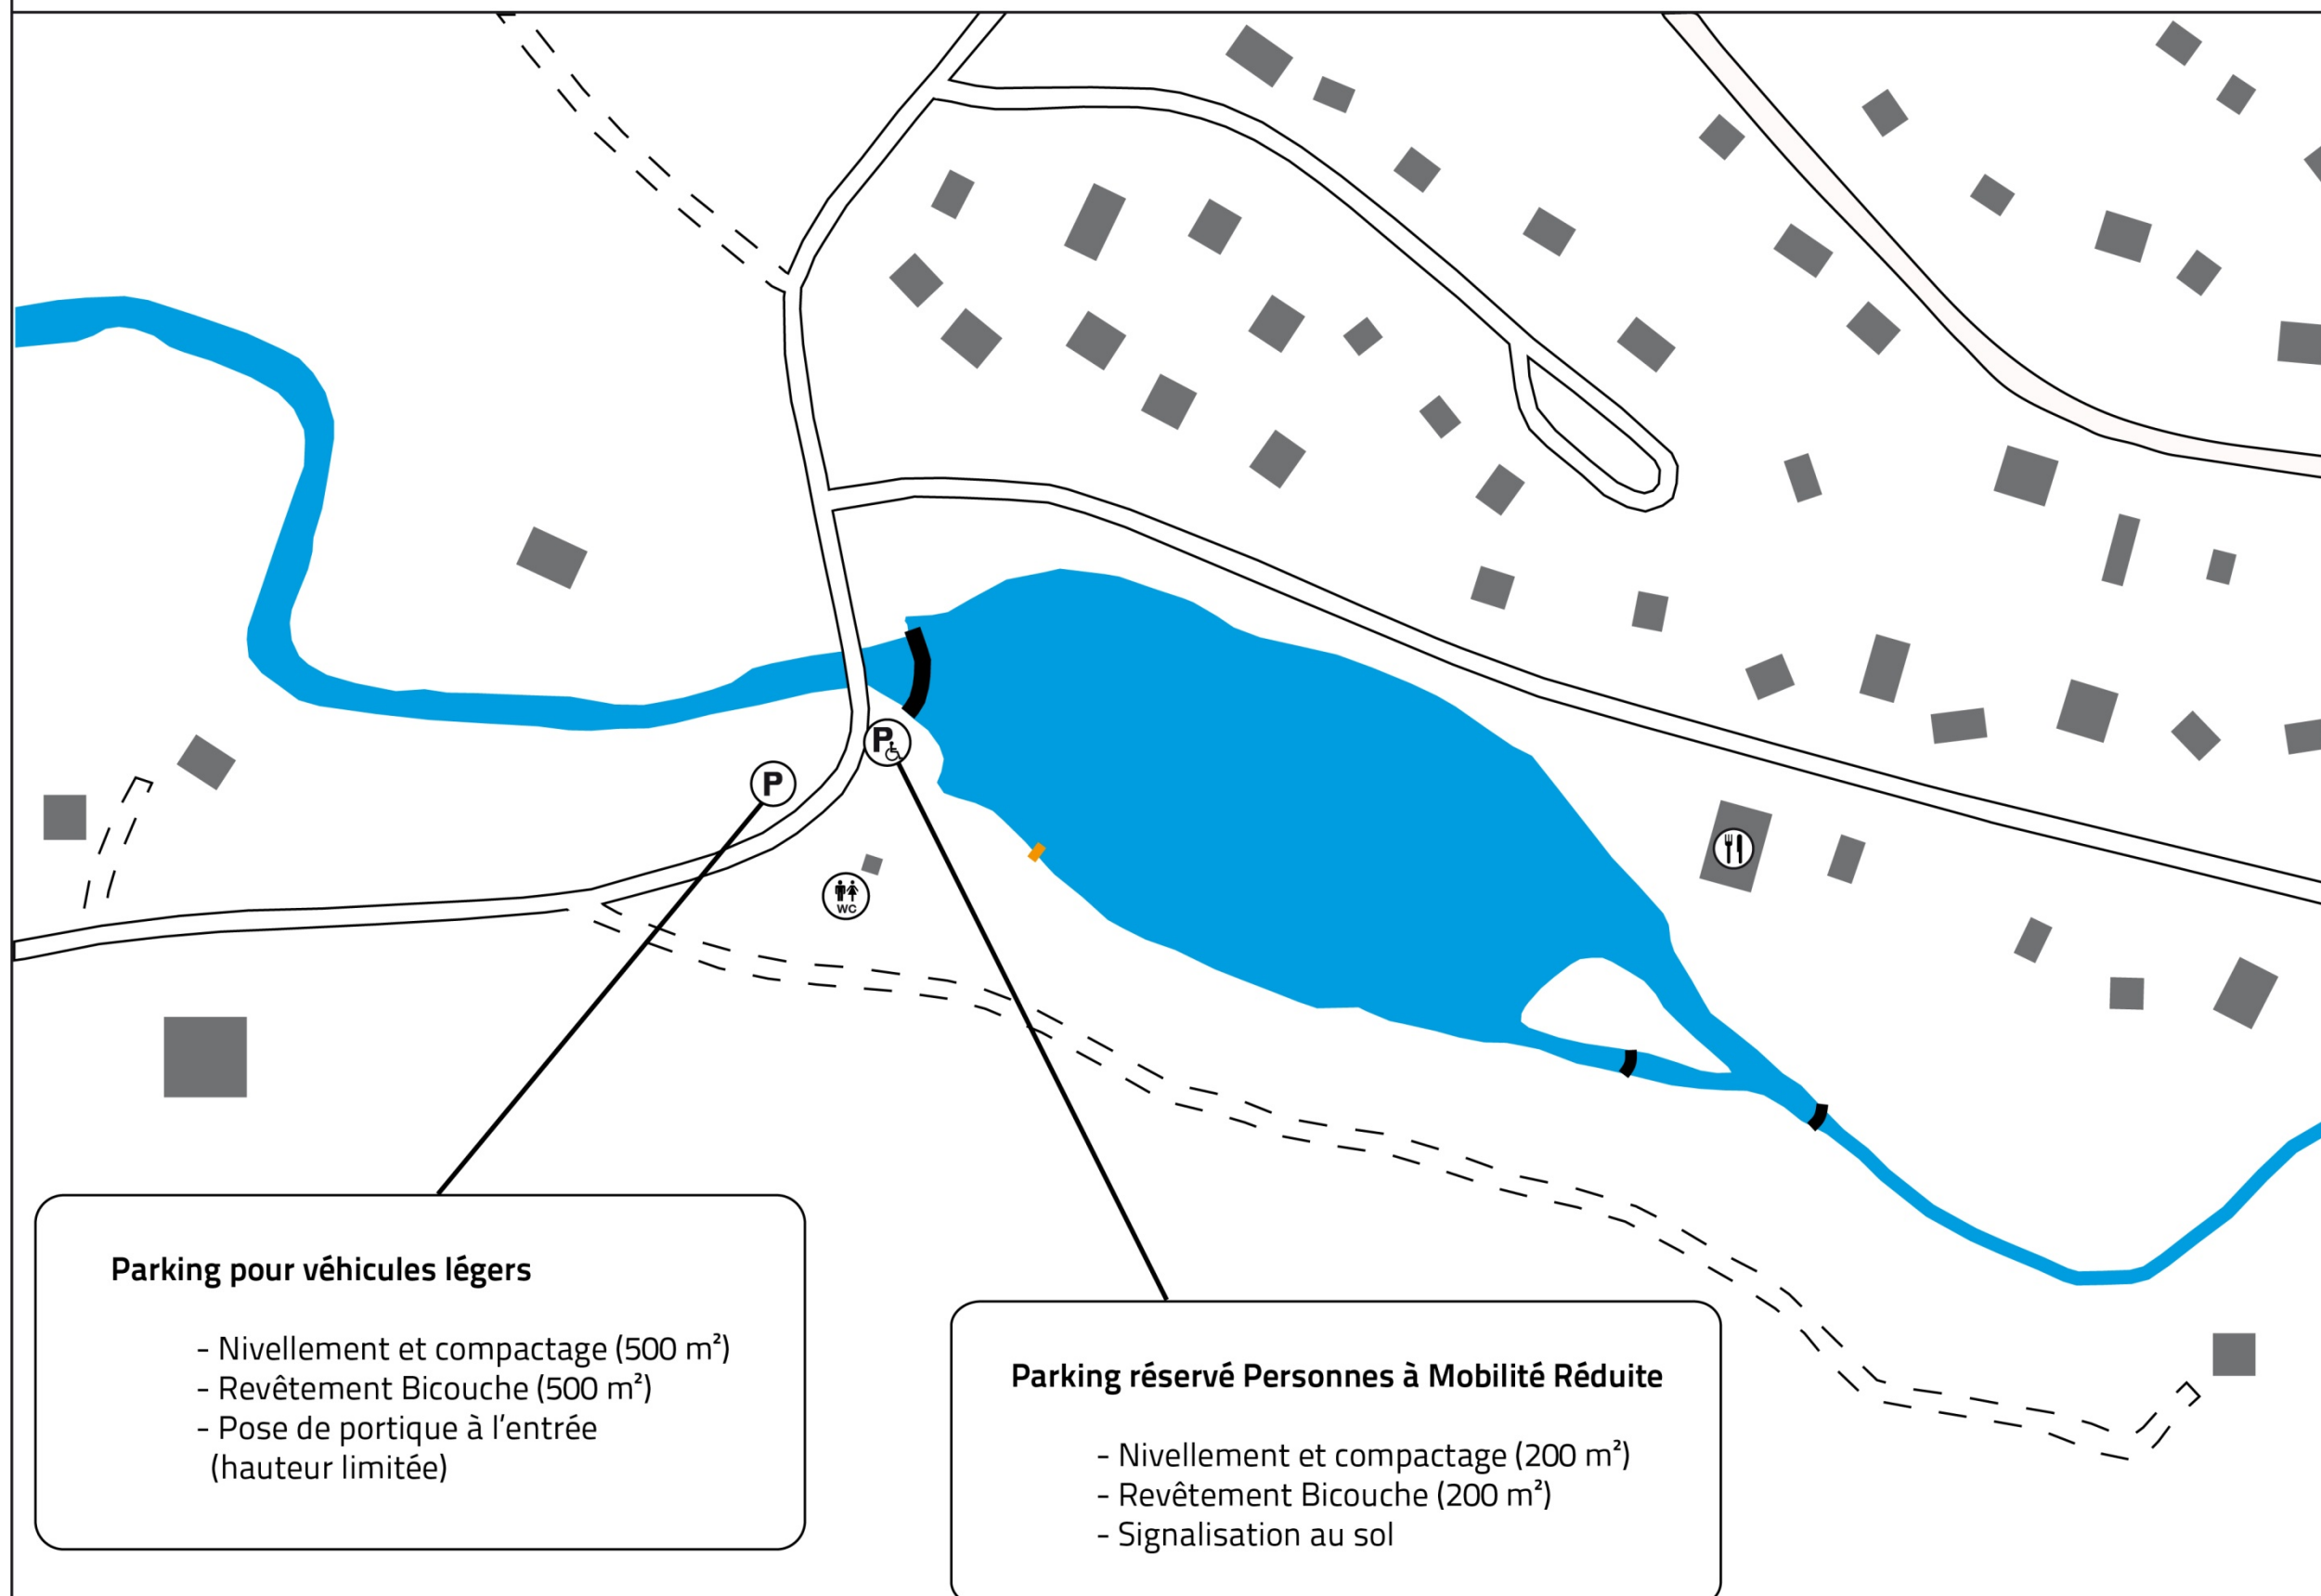 P
P
WC
Parking pour véhicules légers
- Nivellement et compactage (500 m²)
- Revêtement Bicouche (500 m²)
- Pose de portique à l'entrée
(hauteur limitée)
Parking réservé Personnes à Mobilité Réduite
- Nivellement et compactage (200 m²)
- Revêtement Bicouche (200 m²)
- Signalisation au sol